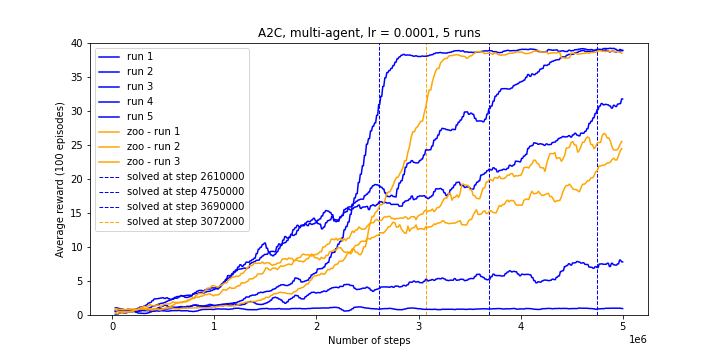 A2C, multi-agent, lr = 0.0001, 5 runs
Average reward (100 episodes)
40
35
30
25
20
15
10
5
0
run 1
run 2
run 3
run 4
run 5
zoo - run 1
zoo - run 2
zoo - run 3
solved at step 2610000
solved at step 4750000
solved at step 3690000
solved at step 3072000
0
1
2
3
4
5
1e6
Number of steps